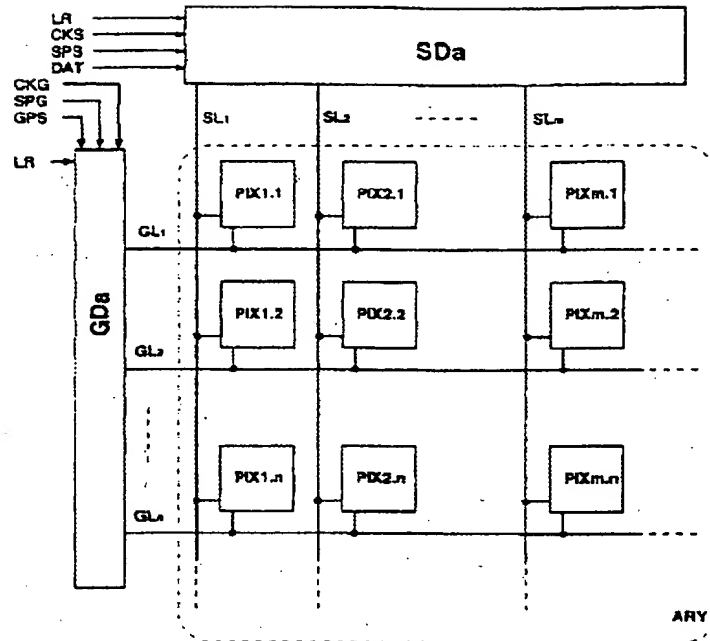 LR
CKS
SPS
DAT
SDa
CKG
SPG
GPS
LR
SL1
SL2
SLm
PIX1.1
PIX2.1
PIXm.1
GL1
GDa
PIX1.2
PIX2.2
PIXm.2
GL2
PIX1.n
PIX2.n
PIXm.n
GLn
ARY